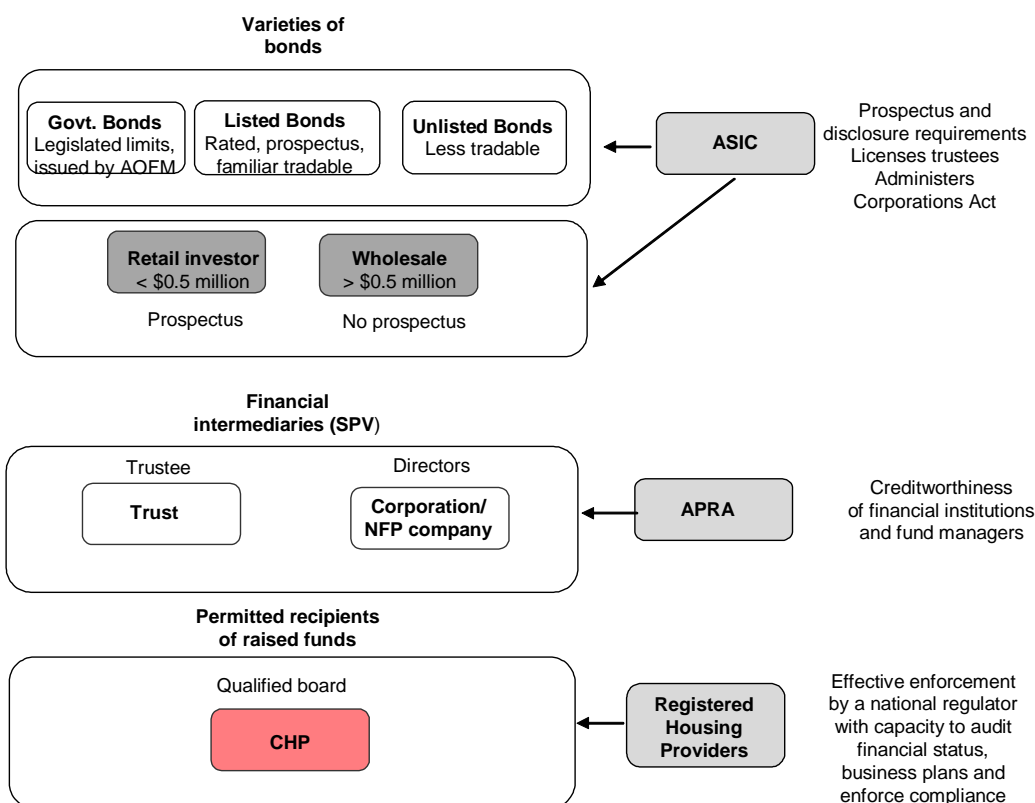 Varieties of
bonds
Govt. Bonds
Legislated limits,
issued by AOFM
Listed Bonds
Rated, prospectus,
familiar tradable
Unlisted Bonds
Less tradable
ASIC
Prospectus and
disclosure requirements
Licenses trustees
Administers
Corporations Act
Retail investor
< $0.5 million
Wholesale
> $0.5 million
Prospectus
No prospectus
Financial
intermediaries (SPV)
Trustee
Trust
Directors
Corporation/
NFP company
APRA
Creditworthiness
of financial institutions
and fund managers
Permitted recipients
of raised funds
Qualified board
CHP
Registered
Housing
Providers
Effective enforcement
by a national regulator
with capacity to audit
financial status,
business plans and
enforce compliance